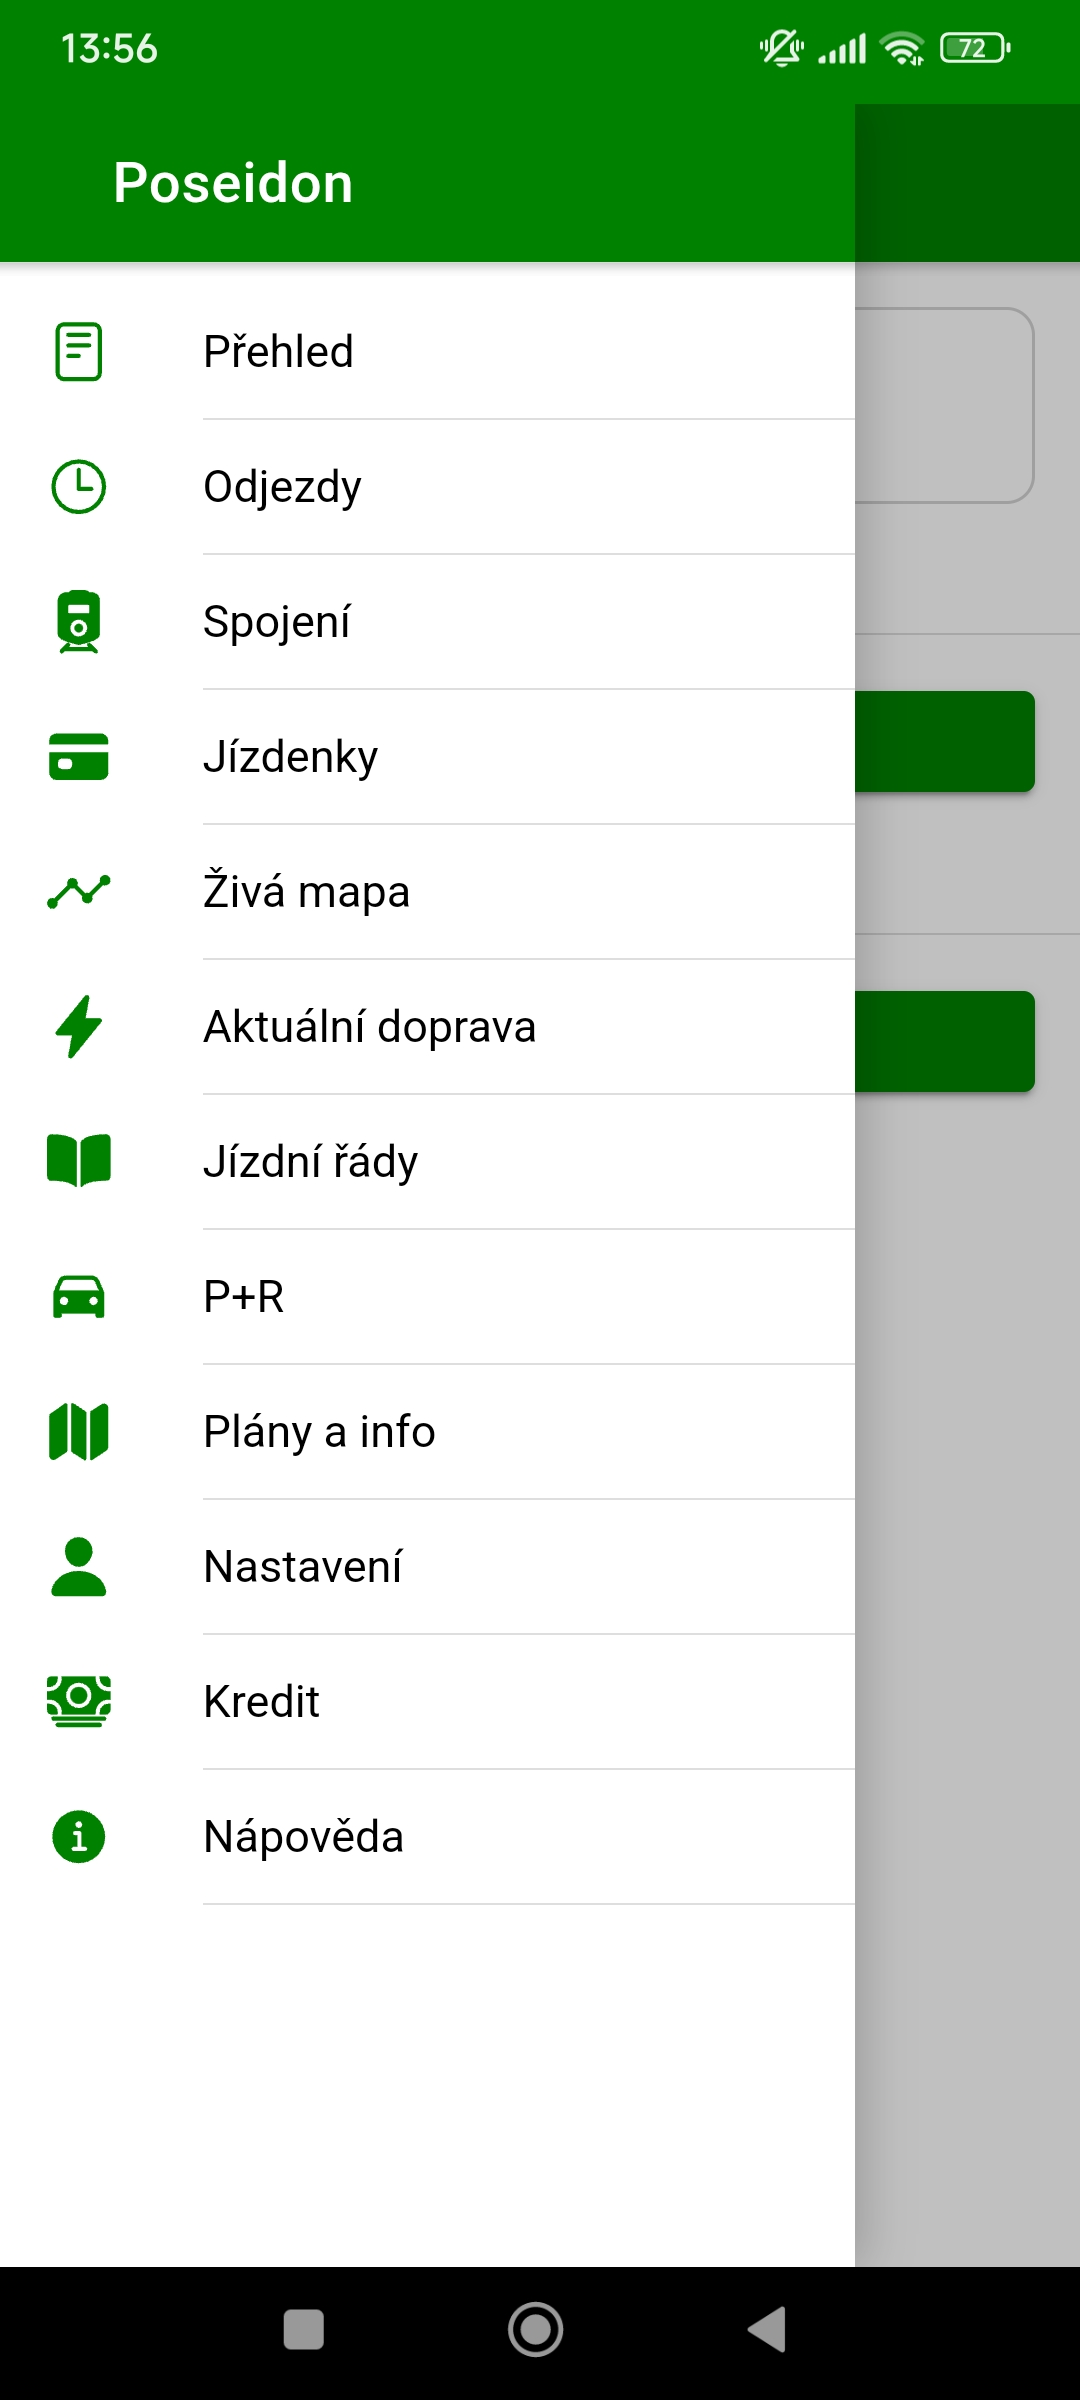 13:56
72
Poseidon
Přehled
Odjezdy
Spojení
Jízdenky
Živá mapa
Aktuální doprava
Jízdní řády
P+R
Plány a info
Nastavení
Kredit
Nápověda